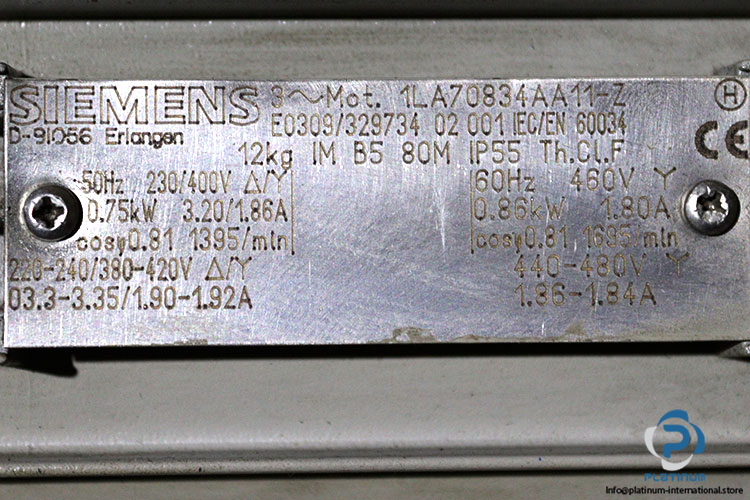 SIEMENS 3~Mot. 1LA70834AA11-Z H
D-91056 Erlangen E0309/329734 02 001 IEC/EN 60034
12kg IM B5 80M IP55 Th.Cl.F CE
50Hz 230/400V Δ/Y 60Hz 460V Y
0.75kW 3.20/1.86A 0.86kW 1.80A
cosφ0.81 1395/min cosφ0.81 1695/min
220-240/380-420V Δ/Y 440-480V Y
03.3-3.35/1.90-1.92A 1.86-1.84A
P
PLATINUM
Info@platinum-international.store